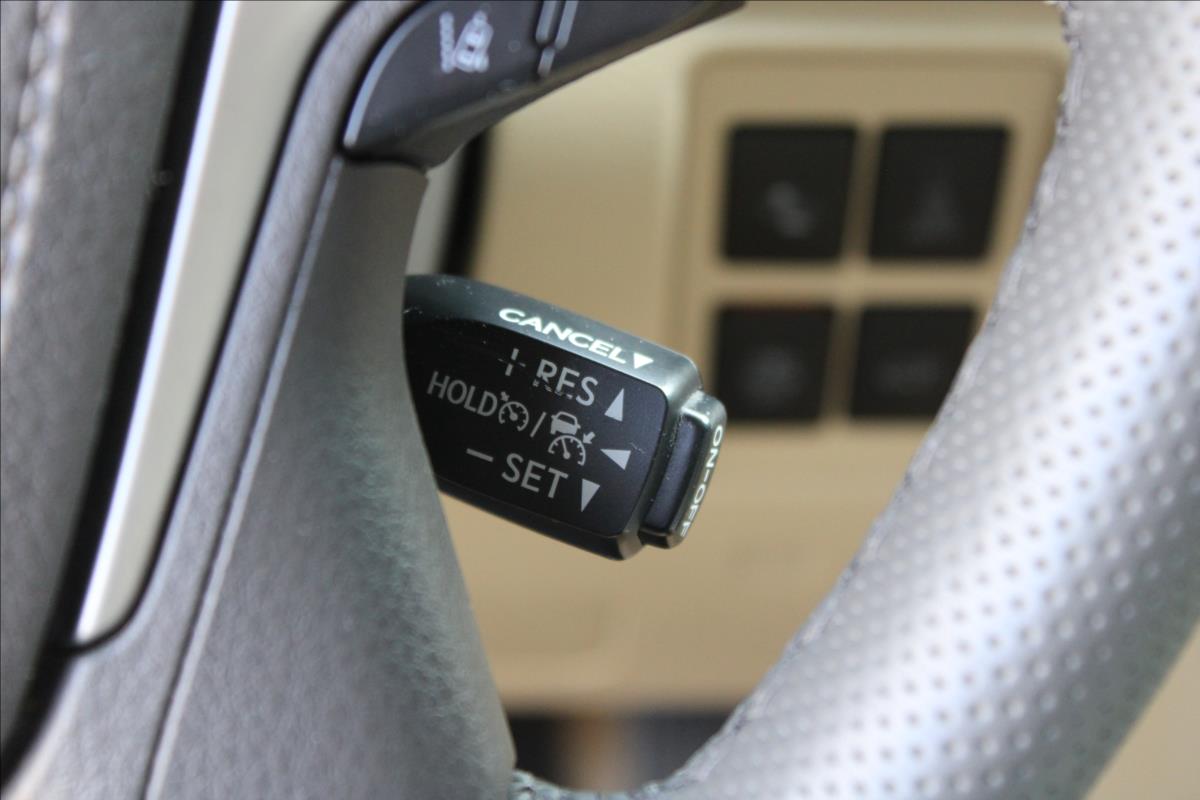 CANCEL▼
+ RES ▲
HOLD / ◀
− SET ▼
ON-OFF